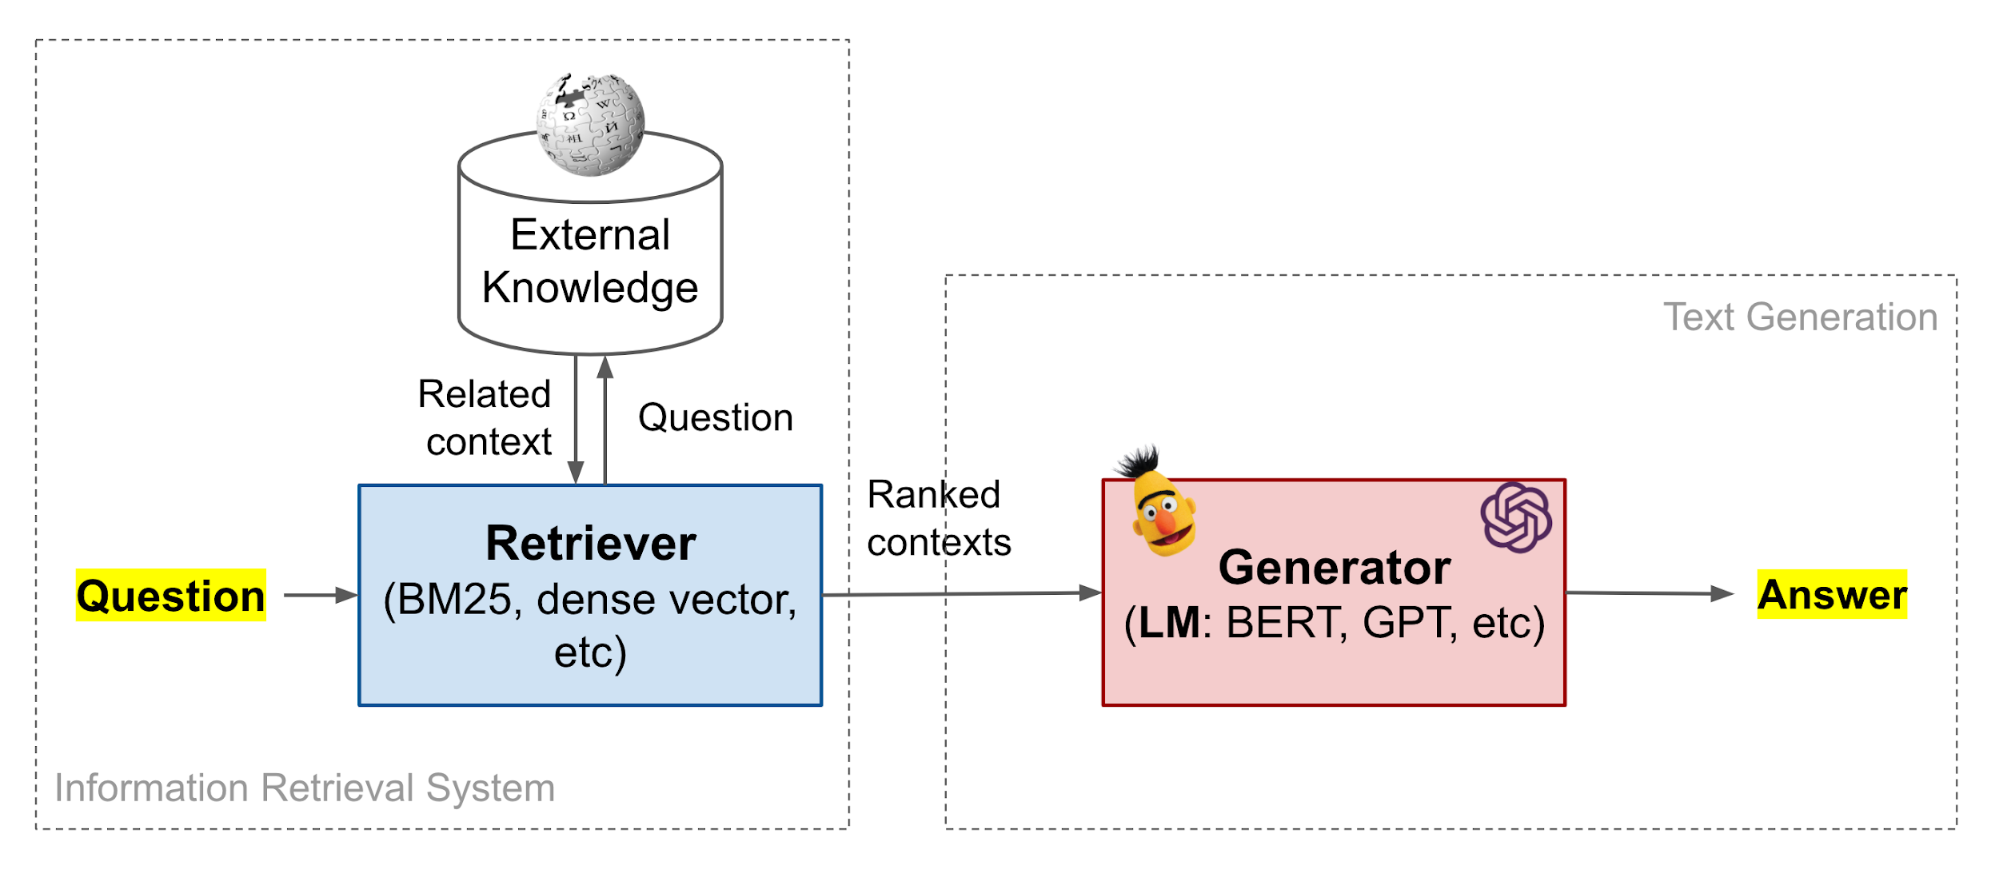 External
Knowledge
Text Generation
Related
context
Question
Ranked
contexts
Question
Retriever
(BM25, dense vector,
etc)
Generator
(LM: BERT, GPT, etc)
Answer
Information Retrieval System